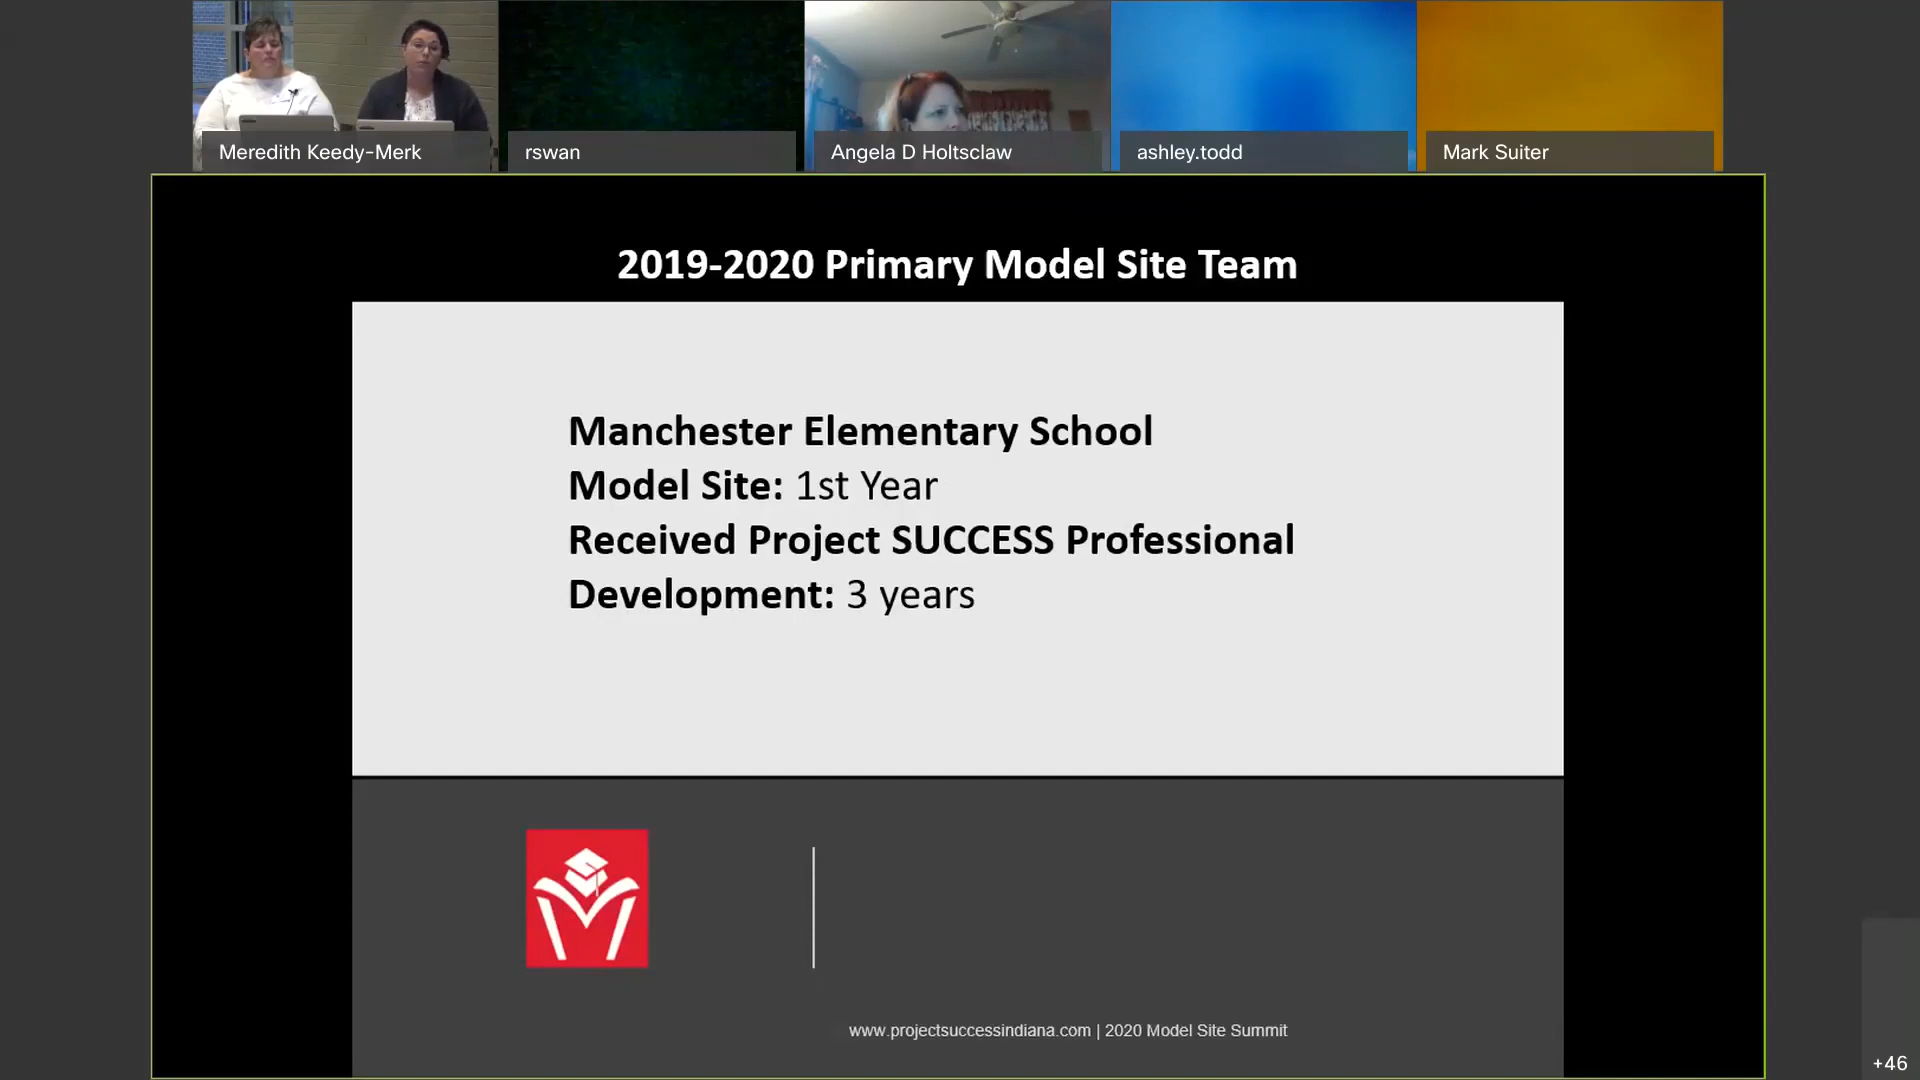 Meredith Keedy-Merk
rswan
Angela D Holtsclaw
ashley.todd
Mark Suiter
2019-2020 Primary Model Site Team
Manchester Elementary School
Model Site: 1st Year
Received Project SUCCESS Professional
Development: 3 years
www.projectsuccessindiana.com | 2020 Model Site Summit
+46